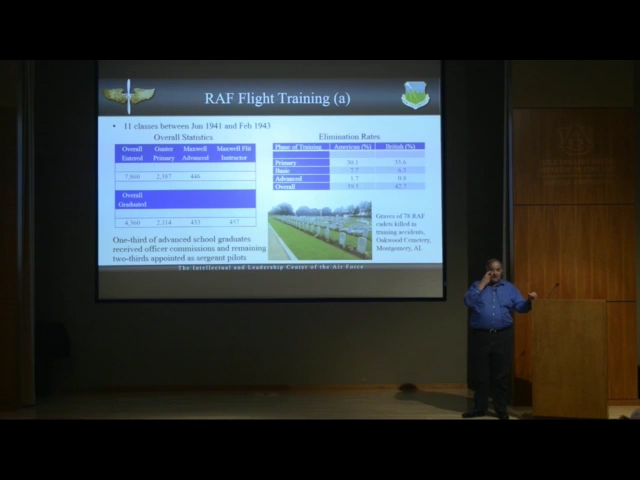 RAF Flight Training (a)
• 11 classes between Jun 1941 and Feb 1943
Overall Statistics
Overall Entered Gunter Primary Maxwell Advanced Maxwell Flit Instructor
7,860 2,387 446
Overall Graduated
4,360 2,114 433 457
One-third of advanced school graduates
received officer commissions and remaining
two-thirds appointed as sergeant pilots
Elimination Rates
Phase of Training American (%) British (%)
Primary
Basic
Advanced
Overall
Graves of 78 RAF
cadets killed in
training accidents,
Oakwood Cemetery,
Montgomery, AL
The Intellectual and Leadership Center of the Air Force